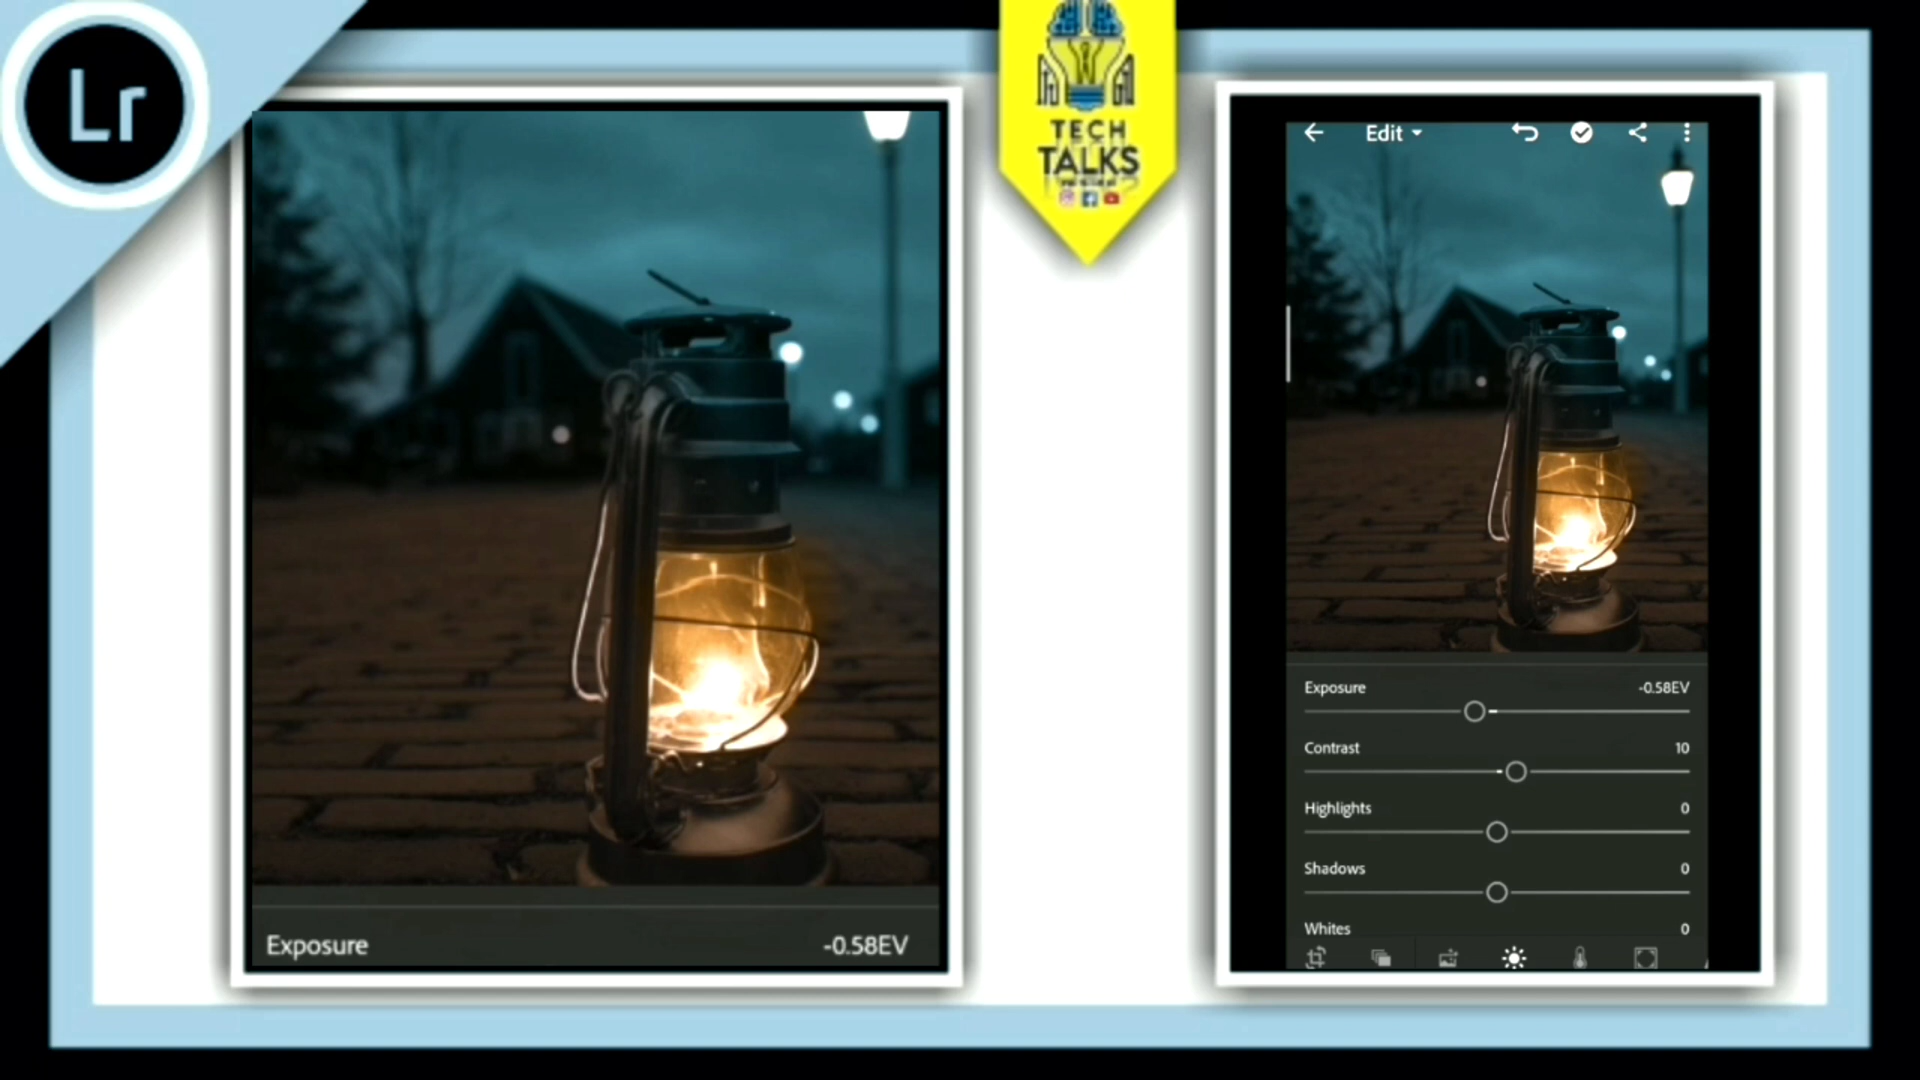 Lr
TECH
TALKS
Edit
Exposure -0.58EV
Exposure -0.58EV
Contrast 10
Highlights 0
Shadows 0
Whites 0